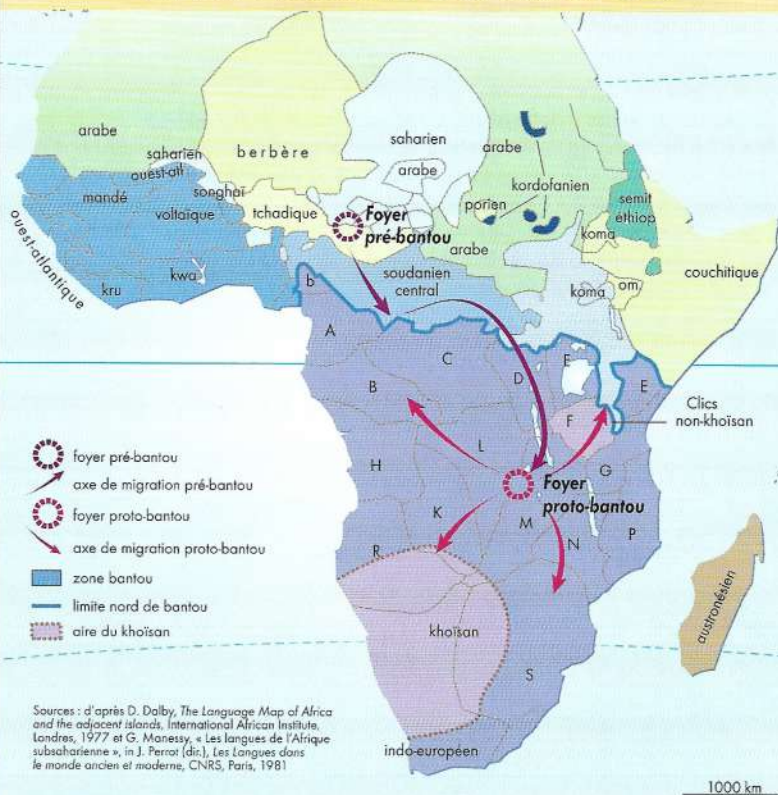 arabe
saharien
ouest-atl
berbère
saharien
arabe
arabe
kordofanien
mandé
songhaï
voltaïque
tchadique
Foyer
pré-bantou
porien
semit
éthiop
koma
arabe
ouest-atlantique
kru
kwa
b
soudanien
central
koma
om.
couchitique
A
C
D
E
E
B
F
Clics
non-khoïsan
L
H
G
Foyer
proto-bantou
K
M
N
P
R
khoïsan
S
austronésien
indo-européen
foyer pré-bantou
axe de migration pré-bantou
foyer proto-bantou
axe de migration proto-bantou
zone bantou
limite nord de bantou
aire du khoïsan
Sources : d'après D. Dalby, The Language Map of Africa
and the adjacent islands, International African Institute,
Londres, 1977 et G. Manessy, « Les langues de l'Afrique
subsaharienne », in J. Perrot (dir.), Les Langues dans
le monde ancien et moderne, CNRS, Paris, 1981
1000 km